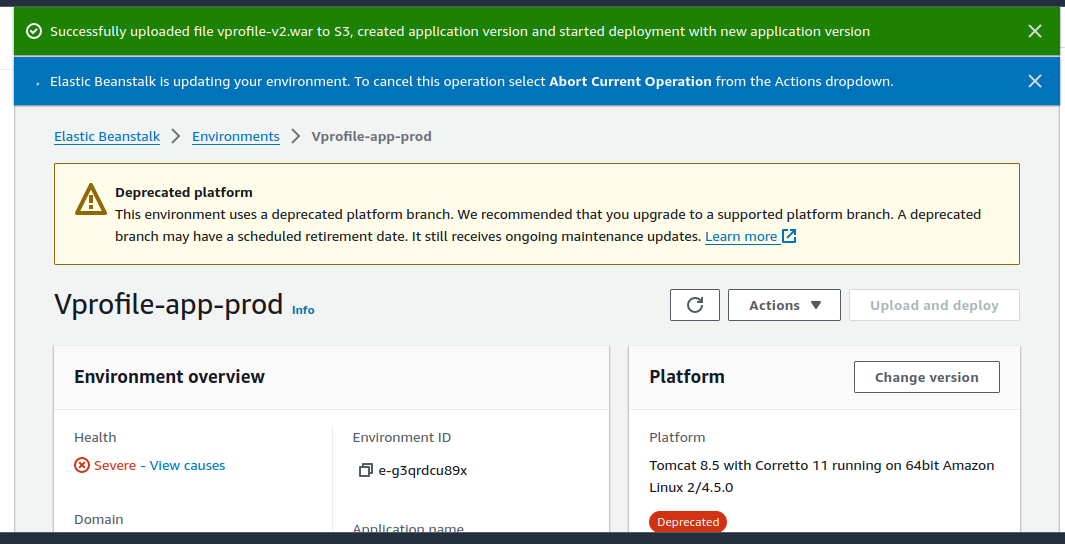 Successfully uploaded file vprofile-v2.war to S3, created application version and started deployment with new application version
Elastic Beanstalk is updating your environment. To cancel this operation select Abort Current Operation from the Actions dropdown.
Elastic Beanstalk > Environments > Vprofile-app-prod
Deprecated platform
This environment uses a deprecated platform branch. We recommended that you upgrade to a supported platform branch. A deprecated
branch may have a scheduled retirement date. It still receives ongoing maintenance updates. Learn more
Vprofile-app-prod Info
Actions
Upload and deploy
Environment overview
Health
Severe - View causes
Domain
Environment ID
e-g3qrdcu89x
Application name
Platform
Change version
Platform
Tomcat 8.5 with Corretto 11 running on 64bit Amazon
Linux 2/4.5.0
Deprecated